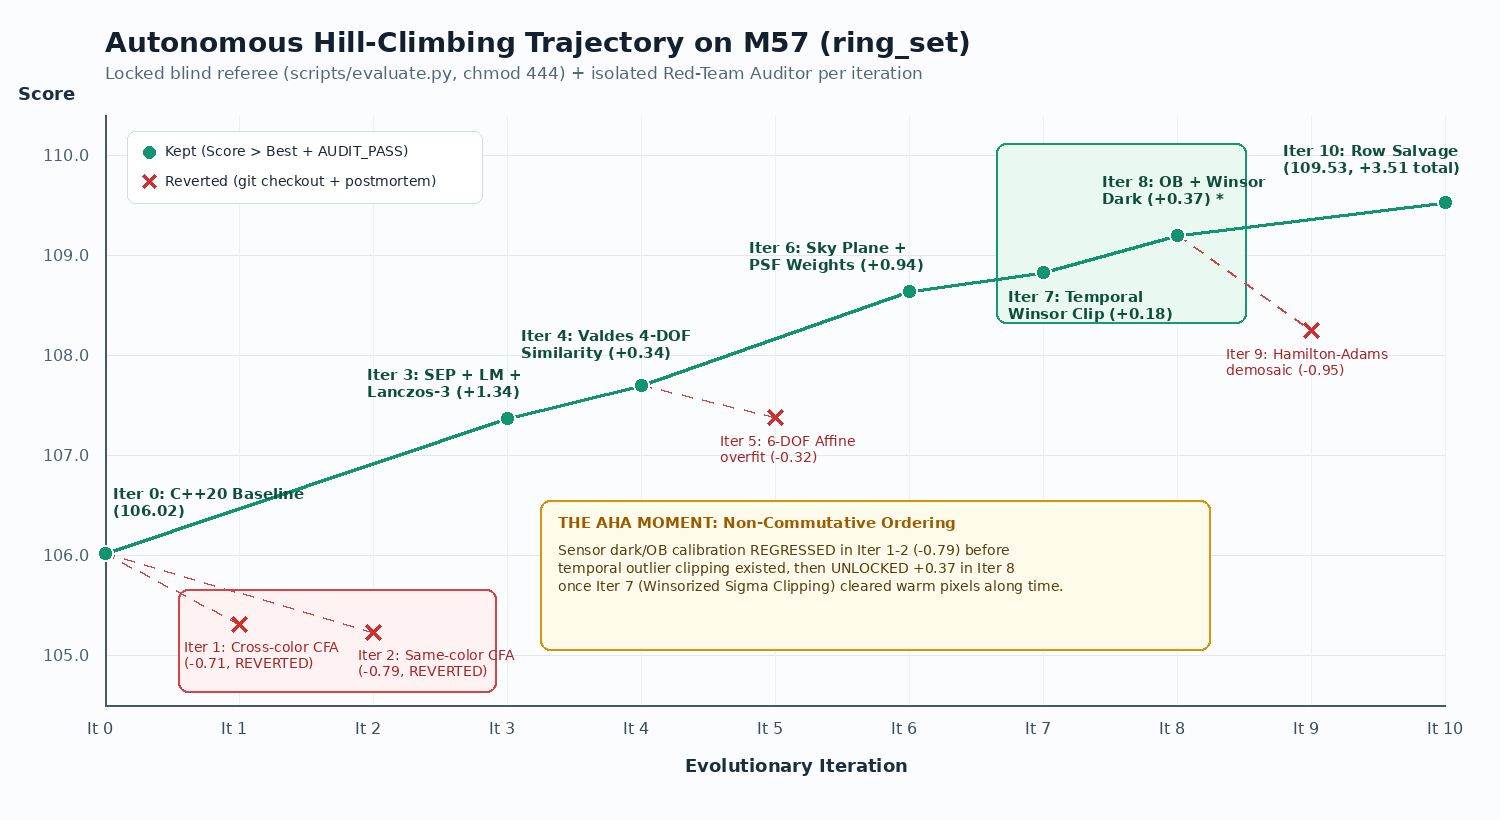 Autonomous Hill-Climbing Trajectory on M57 (ring_set)
Locked blind referee (scripts/evaluate.py, chmod 444) + isolated Red-Team Auditor per iteration
Score
110.0
109.0
108.0
107.0
106.0
105.0
Kept (Score > Best + AUDIT_PASS)
Reverted (git checkout + postmortem)
Iter 0: C++20 Baseline
(106.02)
Iter 1: Cross-color CFA
(-0.71, REVERTED)
Iter 2: Same-color CFA
(-0.79, REVERTED)
Iter 3: SEP + LM +
Lanczos-3 (+1.34)
Iter 4: Valdes 4-DOF
Similarity (+0.34)
Iter 5: 6-DOF Affine
overfit (-0.32)
Iter 6: Sky Plane +
PSF Weights (+0.94)
Iter 7: Temporal
Winsor Clip (+0.18)
Iter 8: OB + Winsor
Dark (+0.37) *
Iter 9: Hamilton-Adams
demosaic (-0.95)
Iter 10: Row Salvage
(109.53, +3.51 total)
THE AHA MOMENT: Non-Commutative Ordering
Sensor dark/OB calibration REGRESSED in Iter 1-2 (-0.79) before
temporal outlier clipping existed, then UNLOCKED +0.37 in Iter 8
once Iter 7 (Winsorized Sigma Clipping) cleared warm pixels along time.
It 0
It 1
It 2
It 3
It 4
It 5
It 6
It 7
It 8
It 9
It 10
Evolutionary Iteration